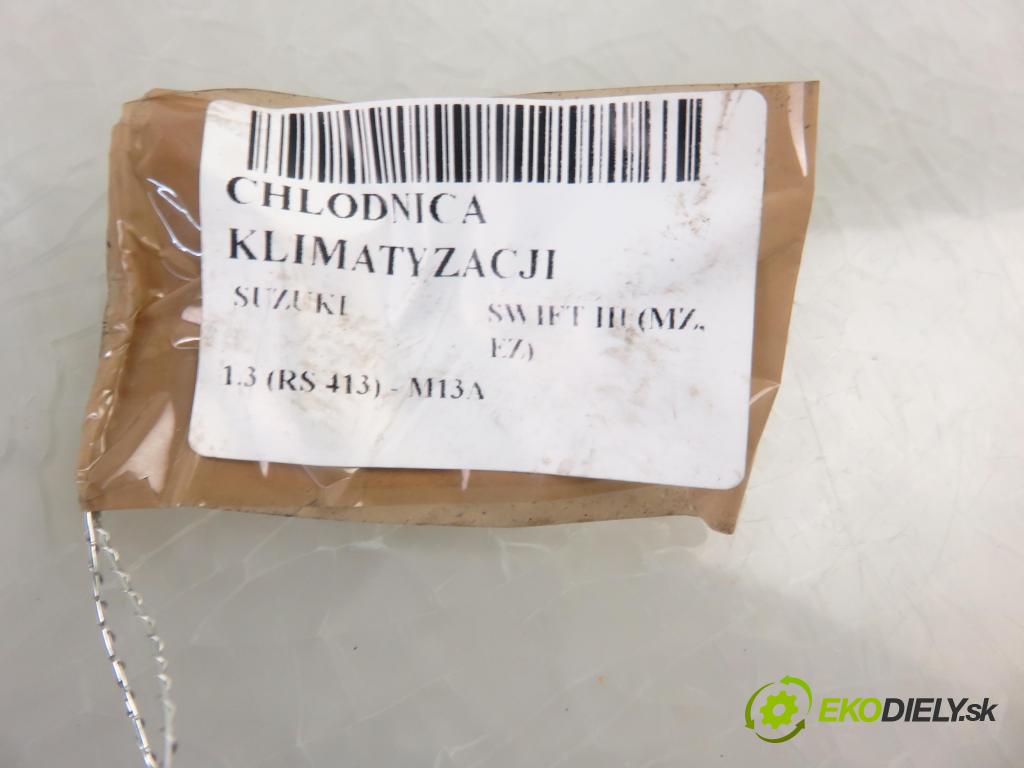 CHLODNICA
KLIMATYZACJI
SUZUKI SWIFT III (MZ,
EZ)
1.3 (RS 413) - M13A
EKODIELY.sk